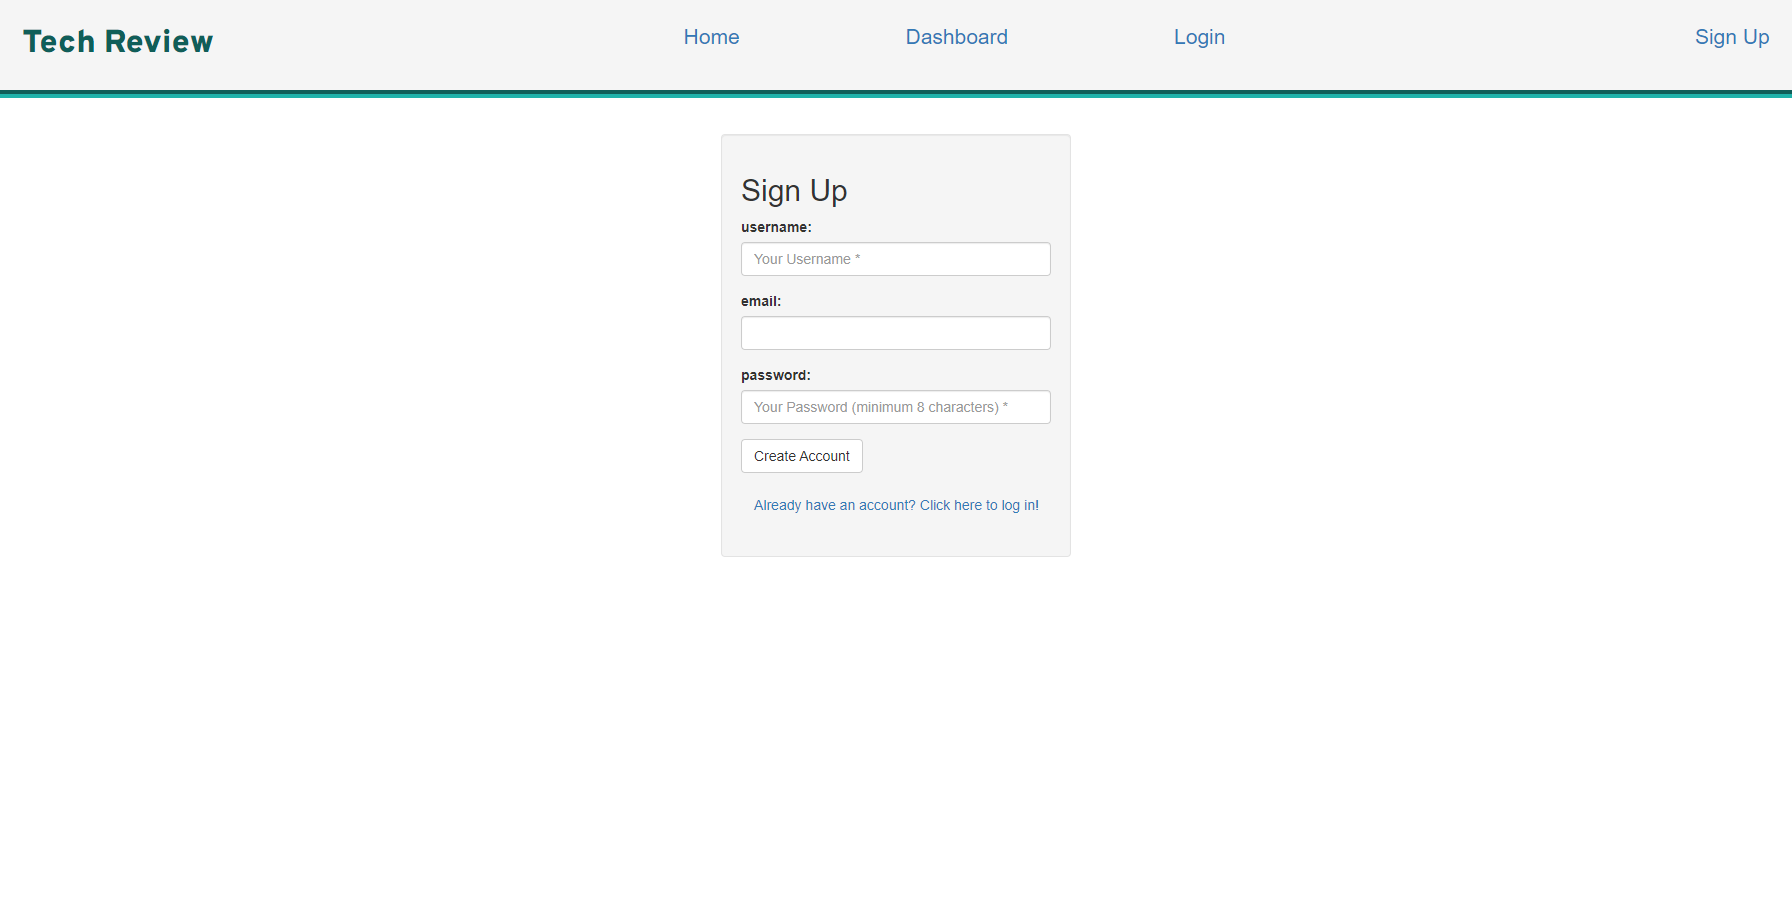 Tech Review
Home
Dashboard
Login
Sign Up
Sign Up
username:
Your Username *
email:
password:
Your Password (minimum 8 characters) *
Create Account
Already have an account? Click here to log in!